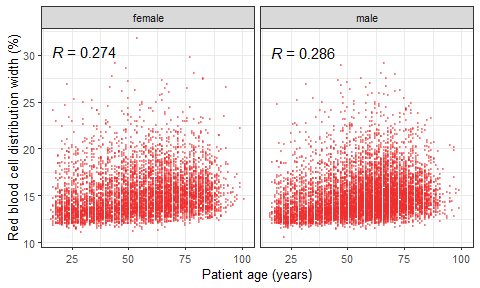 female
male
R = 0.274
R = 0.286
Red blood cell distribution width (%)
30
25
20
15
10
25
50
75
100
25
50
75
100
Patient age (years)